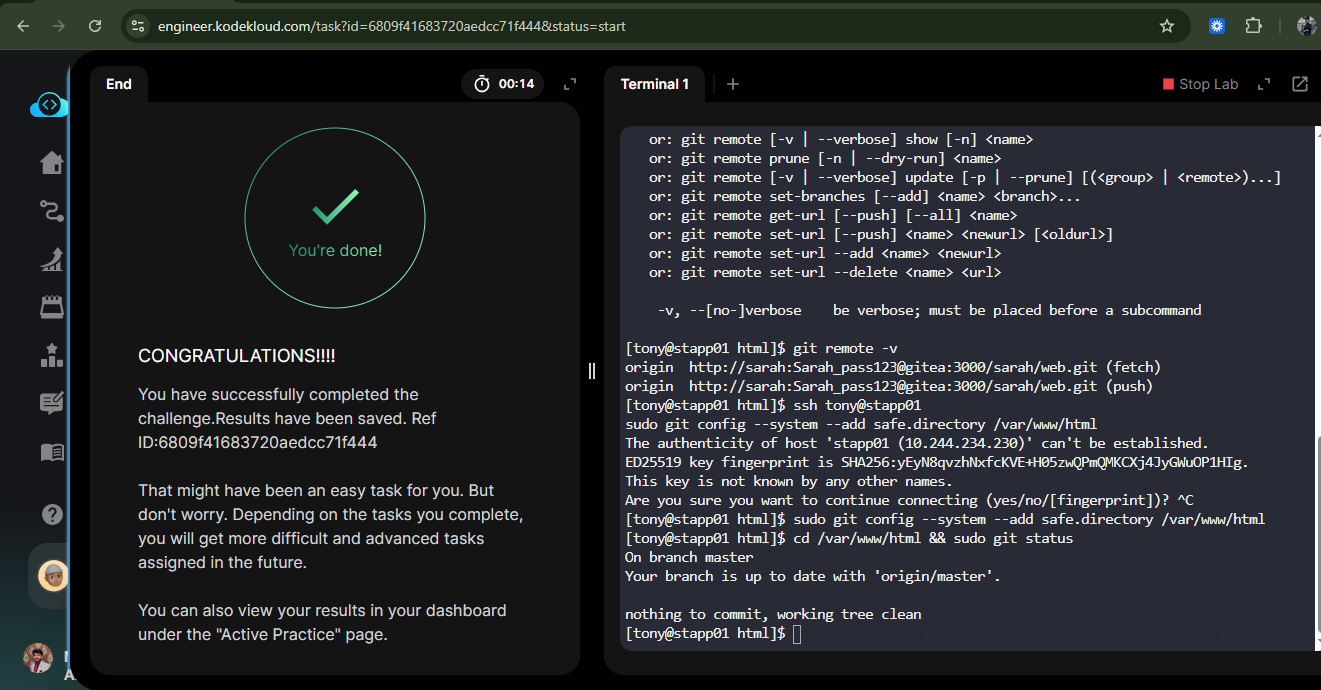 engineer.kodekloud.com/task?id=6809f41683720aedcc71f444&status=start
End
00:14
You're done!
CONGRATULATIONS!!!!
You have successfully completed the
challenge.Results have been saved. Ref
ID:6809f41683720aedcc71f444
That might have been an easy task for you. But
don't worry. Depending on the tasks you complete,
you will get more difficult and advanced tasks
assigned in the future.
You can also view your results in your dashboard
under the "Active Practice" page.
Terminal 1
Stop Lab
or: git remote [-v | --verbose] show [-n] <name>
or: git remote prune [-n | --dry-run] <name>
or: git remote [-v | --verbose] update [-p | --prune] [(<group> | <remote>)...]
or: git remote set-branches [--add] <name> <branch>...
or: git remote get-url [--push] [--all] <name>
or: git remote set-url [--push] <name> <newurl> [<oldurl>]
or: git remote set-url --add <name> <newurl>
or: git remote set-url --delete <name> <url>
-v, --[no-]verbose    be verbose; must be placed before a subcommand
[tony@stapp01 html]$ git remote -v
origin  http://sarah:Sarah_pass123@gitea:3000/sarah/web.git (fetch)
origin  http://sarah:Sarah_pass123@gitea:3000/sarah/web.git (push)
[tony@stapp01 html]$ ssh tony@stapp01
sudo git config --system --add safe.directory /var/www/html
The authenticity of host 'stapp01 (10.244.234.230)' can't be established.
ED25519 key fingerprint is SHA256:yEyN8qvzhNxfcKVE+H05zwQPmQMKCXj4JyGWuOP1HIg.
This key is not known by any other names.
Are you sure you want to continue connecting (yes/no/[fingerprint])? ^C
[tony@stapp01 html]$ sudo git config --system --add safe.directory /var/www/html
[tony@stapp01 html]$ cd /var/www/html && sudo git status
On branch master
Your branch is up to date with 'origin/master'.
nothing to commit, working tree clean
[tony@stapp01 html]$